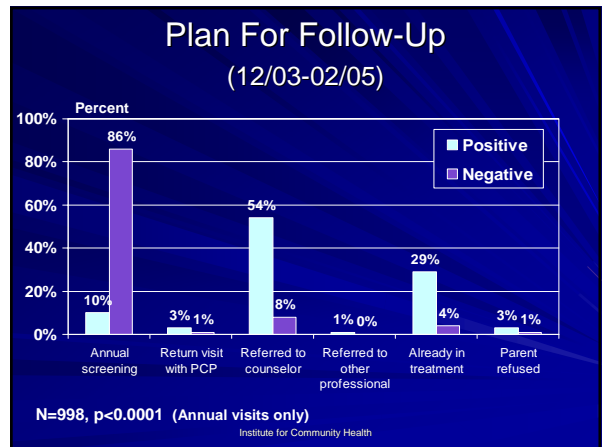 Plan For Follow-Up
(12/03-02/05)
Percent
100%
80%
60%
40%
20%
0%
10%
86%
3%
1%
54%
8%
1%
0%
29%
4%
3%
1%
Positive
Negative
Annual
screening
Return visit
with PCP
Referred to
counselor
Referred to
other
professional
Already in
treatment
Parent
refused
N=998, p<0.0001 (Annual visits only)
Institute for Community Health